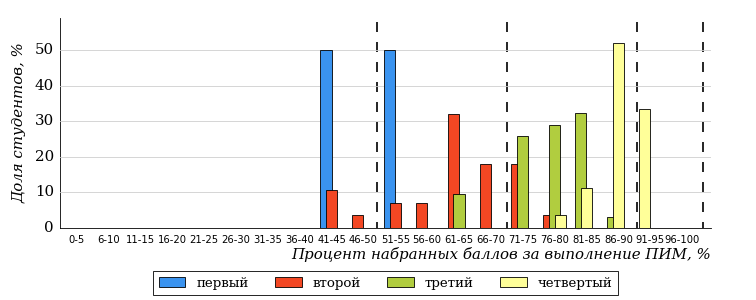 Доля студентов, %
50
40
30
20
10
0
0-5 6-10 11-15 16-20 21-25 26-30 31-35 36-40 41-45 46-50 51-55 56-60 61-65 66-70 71-75 76-80 81-85 86-90 91-95 96-100
Процент набранных баллов за выполнение ПИМ, %
первый второй третий четвертый